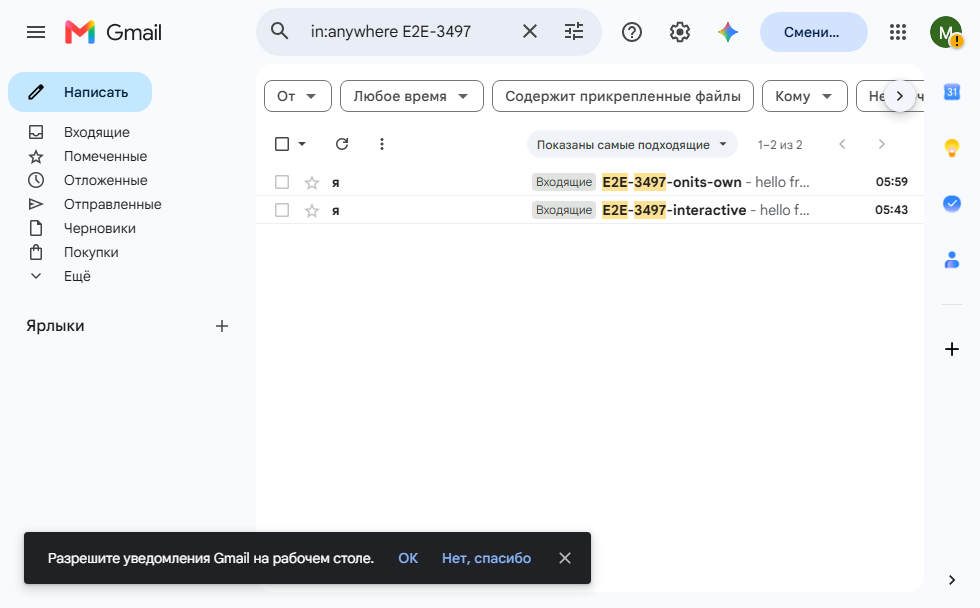 Gmail
in:anywhere E2E-3497
Смени...
M
Написать
Входящие
Помеченные
Отложенные
Отправленные
Черновики
Покупки
Ещё
Ярлыки
От
Любое время
Содержит прикрепленные файлы
Кому
Показаны самые подходящие
1–2 из 2
я Входящие E2E-3497-onits-own - hello fr... 05:59
я Входящие E2E-3497-interactive - hello f... 05:43
31
Разрешите уведомления Gmail на рабочем столе. ОК Нет, спасибо